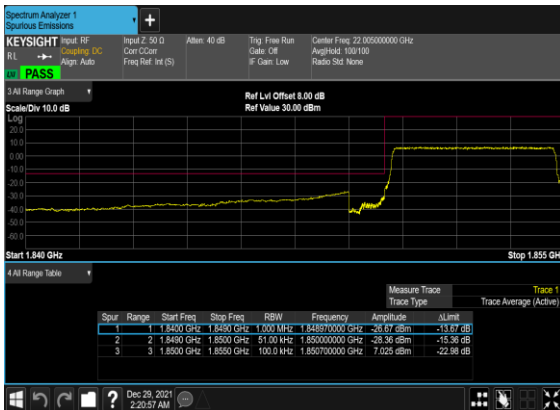 Spectrum Analyzer 1
Spurious Emissions
KEYSIGHT Input: RF Input Z: 50 Ω Atten: 40 dB Trig: Free Run Center Freq: 22.005000000 GHz
RL Coupling: DC Corr CCorr Gate: Off Avg|Hold: 100/100
Align: Auto Freq Ref: Int (S) IF Gain: Low Radio Std: None
PASS
3 All Range Graph
Ref Lvl Offset 8.00 dB
Scale/Div 10.0 dB Ref Value 30.00 dBm
Log
20.0
10.0
0.00
-10.0
-20.0
-30.0
-40.0
-50.0
-60.0
Start 1.840 GHz Stop 1.855 GH
4 All Range Table
Measure Trace Trace 1
Trace Type Trace Average (Active)
Spur Range Start Freq Stop Freq RBW Frequency Amplitude ΔLimit
1 1 1.8400 GHz 1.8490 GHz 1.000 MHz 1.848970000 GHz -26.67 dBm -13.67 dB
2 2 1.8490 GHz 1.8500 GHz 51.00 kHz 1.850000000 GHz -28.36 dBm -15.36 dB
3 3 1.8500 GHz 1.8550 GHz 100.0 kHz 1.850700000 GHz 7.025 dBm -22.98 dB
Dec 29, 2021
2:20:57 AM